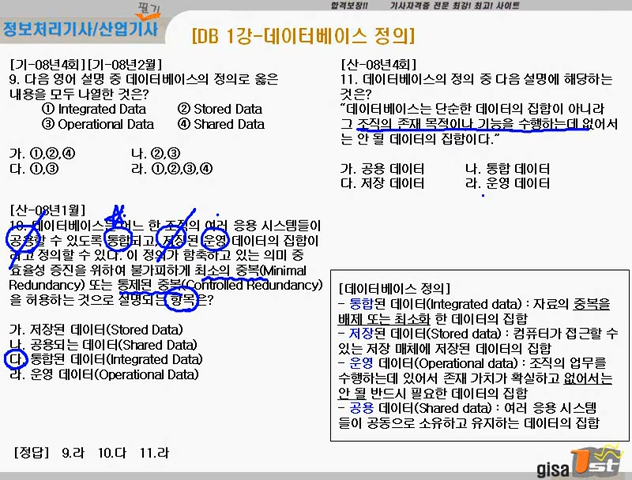 합격보장!! 기사자격증 전문 최강! 최고! 사이트
필기
정보처리기사/산업기사
[DB 1강-데이터베이스 정의]
[기-08년4회][기-08년2월]
9. 다음 영어 설명 중 데이터베이스의 정의로 옳은
내용을 모두 나열한 것은?
① Integrated Data ② Stored Data
③ Operational Data ④ Shared Data
가. ①,②,④ 나. ②,③
다. ①,③ 라. ①,②,③,④
[산-08년1월]
10. 데이터베이스는 어느 한 조직의 여러 응용 시스템들이
공용할 수 있도록 통합되고, 저장된 운영 데이터의 집합이
라고 정의할 수 있다. 이 정의가 함축하고 있는 의미 중
효율성 증진을 위하여 불가피하게 최소의 중복(Minimal
Redundancy) 또는 통제된 중복(Controlled Redundancy)
을 허용하는 것으로 설명되는 항목은?
가. 저장된 데이터(Stored Data)
나. 공용되는 데이터(Shared Data)
다. 통합된 데이터(Integrated Data)
라. 운영 데이터(Operational Data)
[정답] 9.라 10.다 11.라
[산-08년4회]
11. 데이터베이스의 정의 중 다음 설명에 해당하는
것은?
“데이터베이스는 단순한 데이터의 집합이 아니라
그 조직의 존재 목적이나 기능을 수행하는데 없어서
는 안 될 데이터의 집합이다.”
가. 공용 데이터 나. 통합 데이터
다. 저장 데이터 라. 운영 데이터
[데이터베이스 정의]
- 통합된 데이터(Integrated data) : 자료의 중복을
배제 또는 최소화 한 데이터의 집합
- 저장된 데이터(Stored data) : 컴퓨터가 접근할 수
있는 저장 매체에 저장된 데이터의 집합
- 운영 데이터(Operational data) : 조직의 업무를
수행하는데 있어서 존재 가치가 확실하고 없어서는
안 될 반드시 필요한 데이터의 집합
- 공용 데이터(Shared data) : 여러 응용 시스템
들이 공동으로 소유하고 유지하는 데이터의 집합
gisa1st